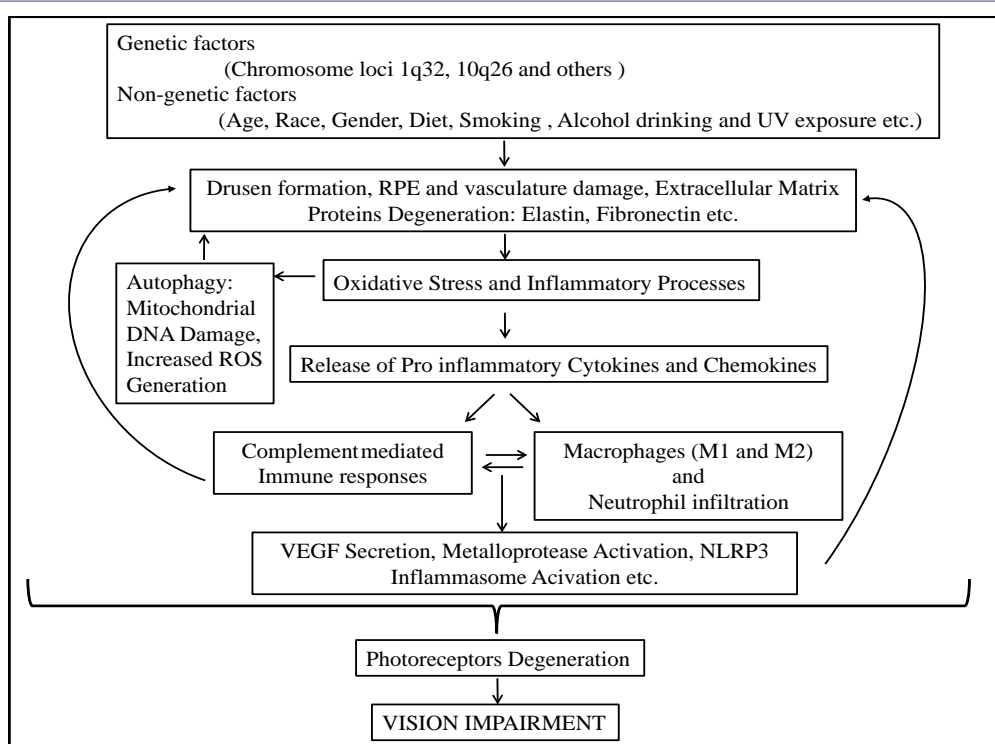 Genetic factors
(Chromosome loci 1q32, 10q26 and others )
Non-genetic factors
(Age, Race, Gender, Diet, Smoking , Alcohol drinking and UV exposure etc.)
Drusen formation, RPE and vasculature damage, Extracellular Matrix
Proteins Degeneration: Elastin, Fibronectin etc.
Oxidative Stress and Inflammatory Processes
Autophagy:
Mitochondrial
DNA Damage,
Increased ROS
Generation
Release of Pro inflammatory Cytokines and Chemokines
Complement mediated
Immune responses
Macrophages (M1 and M2)
and
Neutrophil infiltration
VEGF Secretion, Metalloprotease Activation, NLRP3
Inflammasome Acivation etc.
Photoreceptors Degeneration
VISION IMPAIRMENT